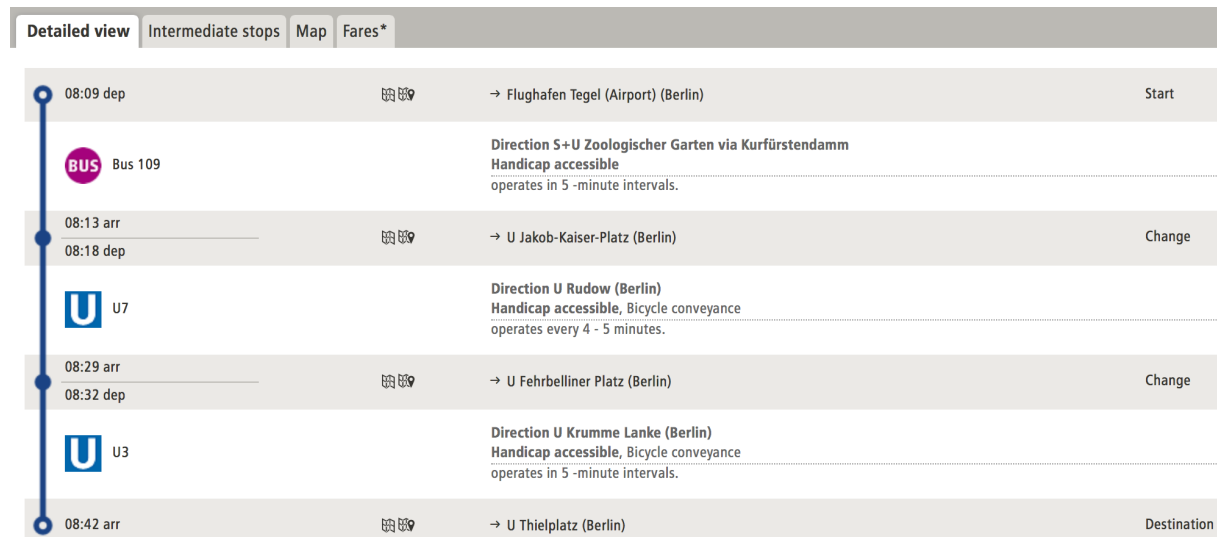 Detailed view Intermediate stops Map Fares*
08:09 dep → Flughafen Tegel (Airport) (Berlin) Start
BUS Bus 109
Direction S+U Zoologischer Garten via Kurfürstendamm
Handicap accessible
operates in 5 -minute intervals.
08:13 arr
08:18 dep
→ U Jakob-Kaiser-Platz (Berlin) Change
U U7
Direction U Rudow (Berlin)
Handicap accessible, Bicycle conveyance
operates every 4 - 5 minutes.
08:29 arr
08:32 dep
→ U Fehrbelliner Platz (Berlin) Change
U U3
Direction U Krumme Lanke (Berlin)
Handicap accessible, Bicycle conveyance
operates in 5 -minute intervals.
08:42 arr → U Thielplatz (Berlin) Destination